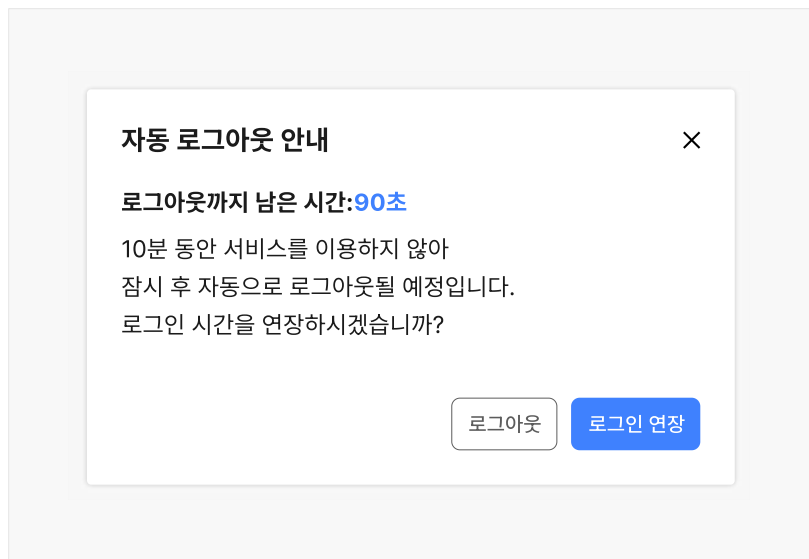 자동 로그아웃 안내
로그아웃까지 남은 시간:90초
10분 동안 서비스를 이용하지 않아
잠시 후 자동으로 로그아웃될 예정입니다.
로그인 시간을 연장하시겠습니까?
로그아웃
로그인 연장